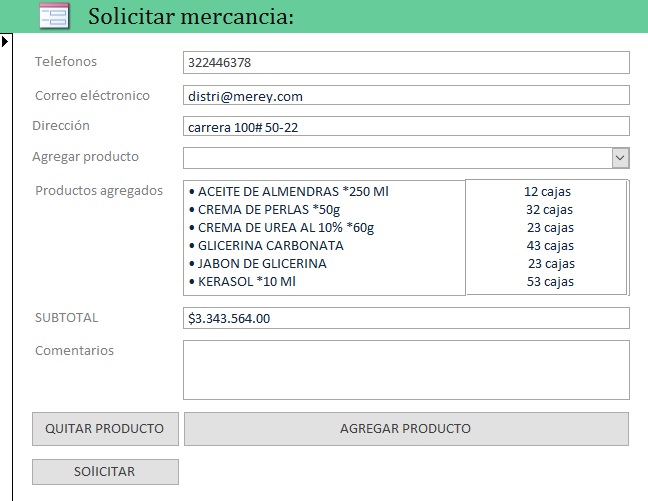 Solicitar mercancia:
Telefonos 322446378
Correo eléctronico distri@merey.com
Dirección carrera 100# 50-22
Agregar producto
Productos agregados • ACEITE DE ALMENDRAS *250 Ml 12 cajas
• CREMA DE PERLAS *50g 32 cajas
• CREMA DE UREA AL 10% *60g 23 cajas
• GLICERINA CARBONATA 43 cajas
• JABON DE GLICERINA 23 cajas
• KERASOL *10 Ml 53 cajas
SUBTOTAL $3.343.564.00
Comentarios
QUITAR PRODUCTO AGREGAR PRODUCTO
SOlICITAR